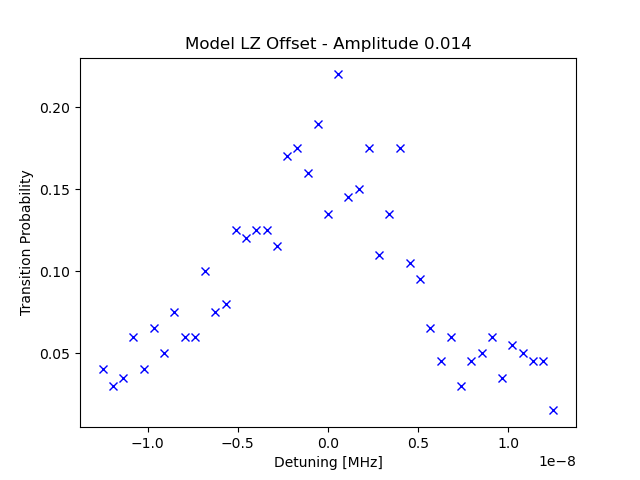 Model LZ Offset - Amplitude 0.014
Transition Probability
0.20
0.15
0.10
0.05
−1.0 −0.5 0.0 0.5 1.0
1e−8
Detuning [MHz]